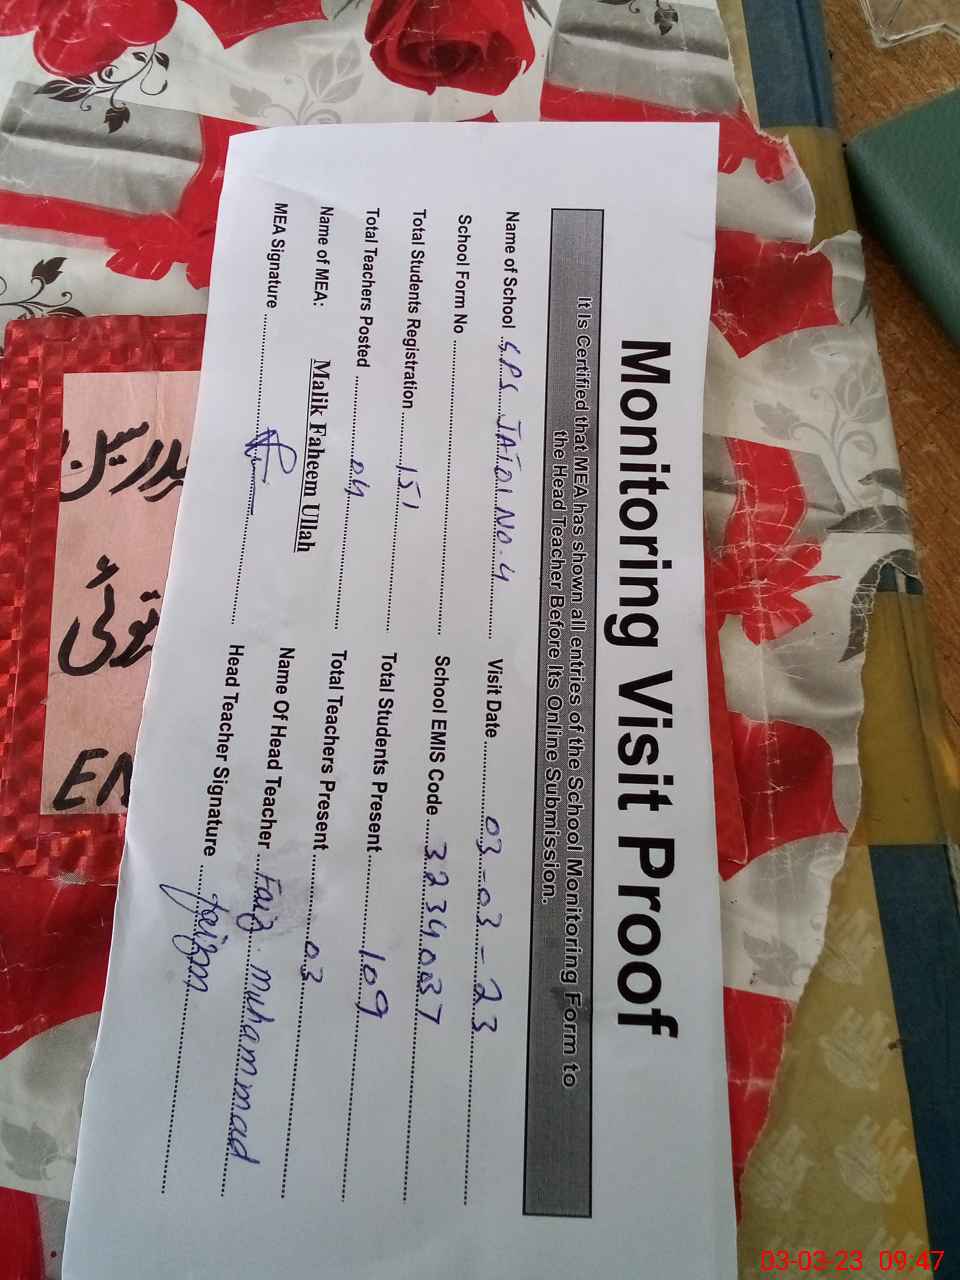 Monitoring Visit Proof
It Is Certified that MEA has shown all entries of the School Monitoring Form to
the Head Teacher Before Its Online Submission.
Name of School G.P.S JATOI NO.4 Visit Date 03-03-23
School Form No School EMIS Code 32340037
Total Students Registration 151 Total Students Present 109
Total Teachers Posted 04 Total Teachers Present 03
Name of MEA: Malik Faheem Ullah Name Of Head Teacher Faiz muhammad
MEA Signature Head Teacher Signature
EM
03-03-23 09:47